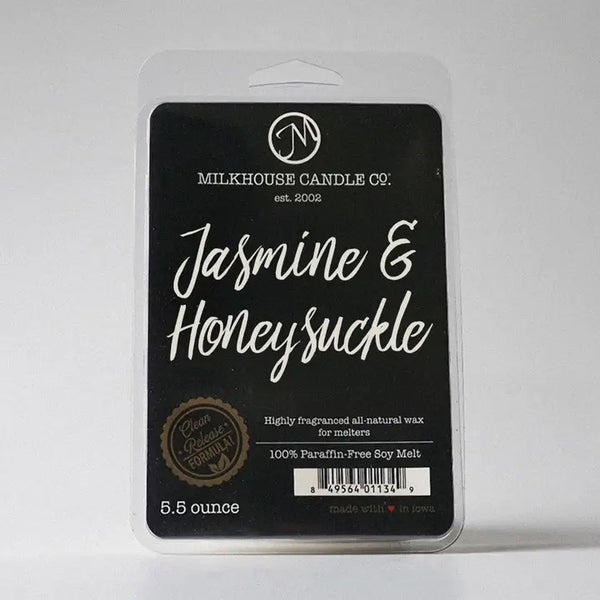 JM
MILKHOUSE CANDLE CO.
est. 2002
Jasmine &
Honeysuckle
Highly fragranced all-natural wax
for melters
100% Paraffin-Free Soy Melt
Clean
Release
FORMULA!
8 49564 01134 9
5.5 ounce
made with ♥ in iowa